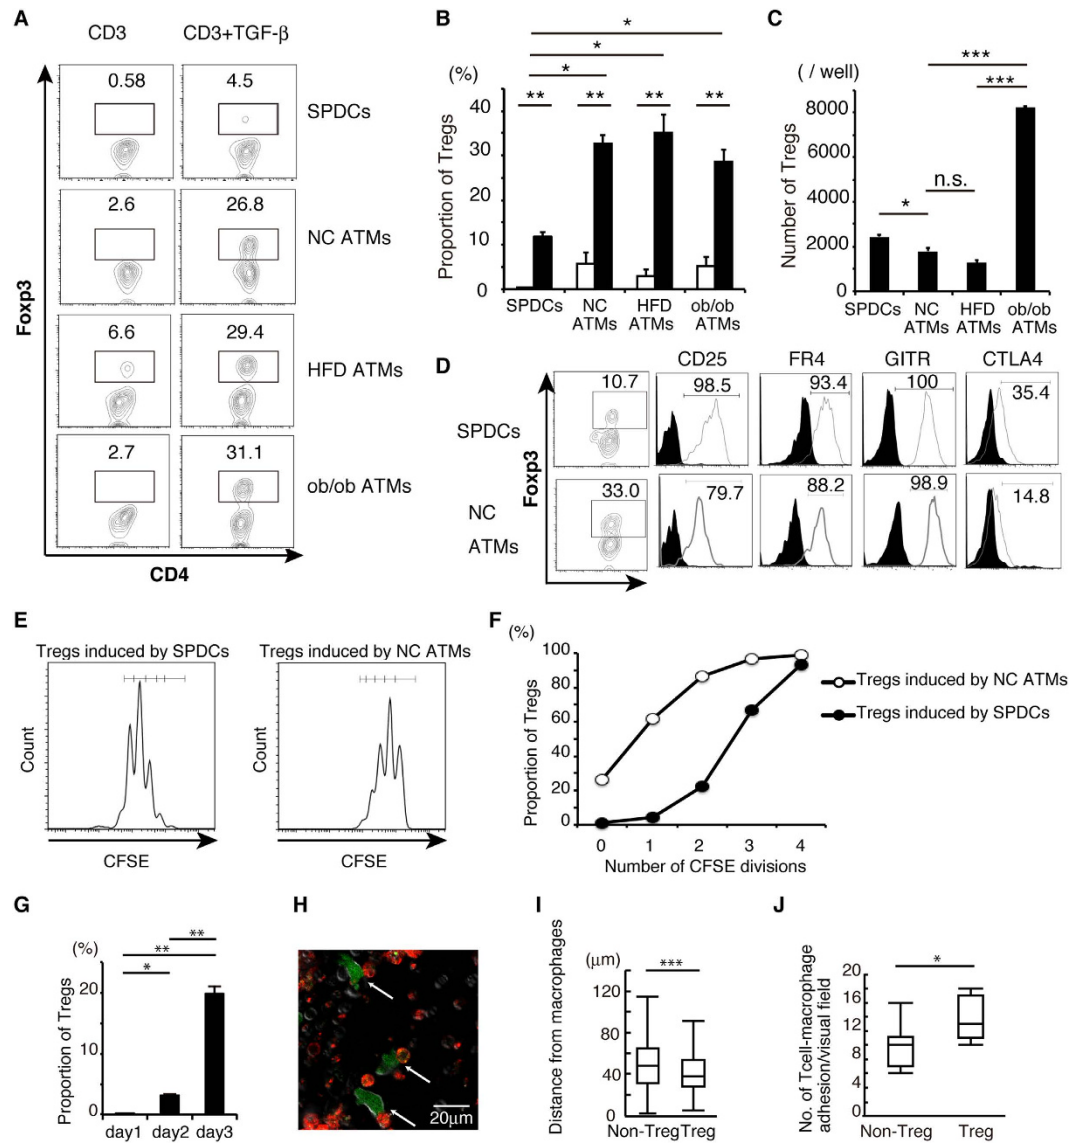 A
CD3
CD3+TGF-β
0.58
4.5
SPDCs
2.6
26.8
NC ATMs
6.6
29.4
HFD ATMs
2.7
31.1
ob/ob ATMs
Foxp3
CD4
B
(%)
Proportion of Tregs
*
*
*
** ** ** **
40
30
20
10
0
SPDCs
NC ATMs
HFD ATMs
ob/ob ATMs
C
( / well)
Number of Tregs
***
***
n.s.
*
8000
6000
4000
2000
0
SPDCs
NC ATMs
HFD ATMs
ob/ob ATMs
D
CD25
FR4
GITR
CTLA4
SPDCs
10.7
98.5
93.4
100
35.4
NC
ATMs
33.0
79.7
88.2
98.9
14.8
Foxp3
E
Tregs induced by SPDCs
Count
CFSE
Tregs induced by NC ATMs
Count
CFSE
F
(%)
Proportion of Tregs
100
80
60
40
20
0
0 1 2 3 4
Number of CFSE divisions
Tregs induced by NC ATMs
Tregs induced by SPDCs
G
(%)
Proportion of Tregs
**
**
*
20
10
0
day1 day2 day3
H
20μm
I
(μm)
Distance from macrophages
***
120
80
40
0
Non-Treg Treg
J
No. of Tcell-macrophage
adhesion/visual field
*
20
16
12
8
4
0
Non-Treg Treg